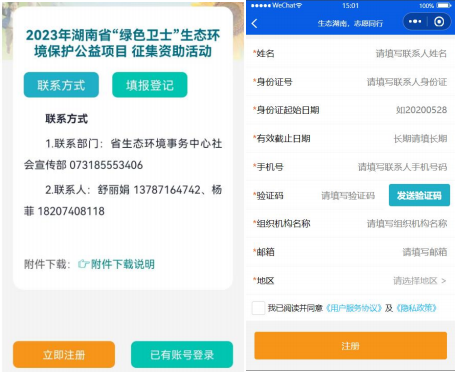 2023年湖南省“绿色卫士”生态环
境保护公益项目 征集资助活动
联系方式
填报登记
联系方式
1.联系部门：省生态环境事务中心社
会宣传部 073185553406
2.联系人：舒丽娟 13787164742、杨
菲 18207408118
附件下载：附件下载说明
立即注册
已有账号登录
WeChat
15:01
100%
生态湖南，志愿同行
*姓名
请填写联系人姓名
*身份证号
请填写联系人身份证
*身份证起始日期
如20200528
*有效截止日期
长期请填长期
*手机号
请填写联系人手机号码
*验证码
请填写验证码
发送验证码
*组织机构名称
请填写组织机构名称
*邮箱
请填写邮箱
*地区
请选择地区 >
我已阅读并同意《用户服务协议》及《隐私政策》
注册